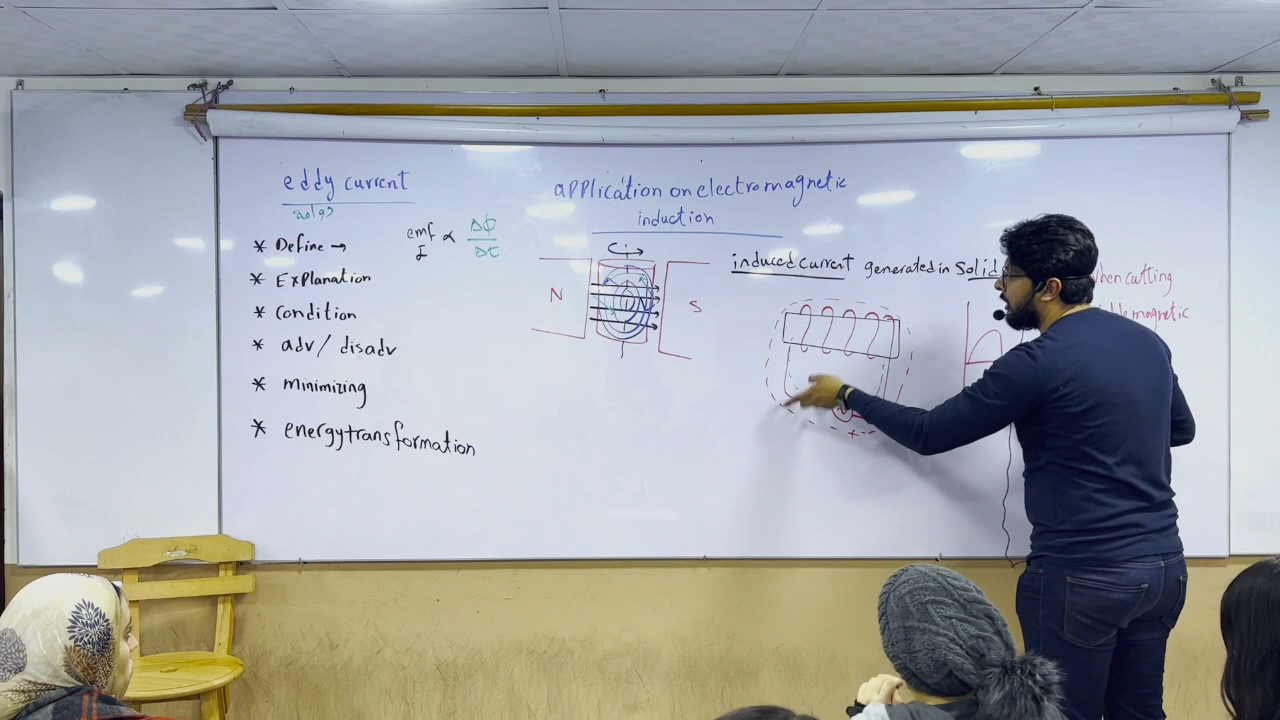 eddy current
* Define →
emf ∝ ΔΦ
I Δt
* Explanation
* Condition
* adv/ disadv
* minimizing
* energy transformation
application on electromagnetic
induction
N
S
induced current generated in Solid
when cutting
magnetic